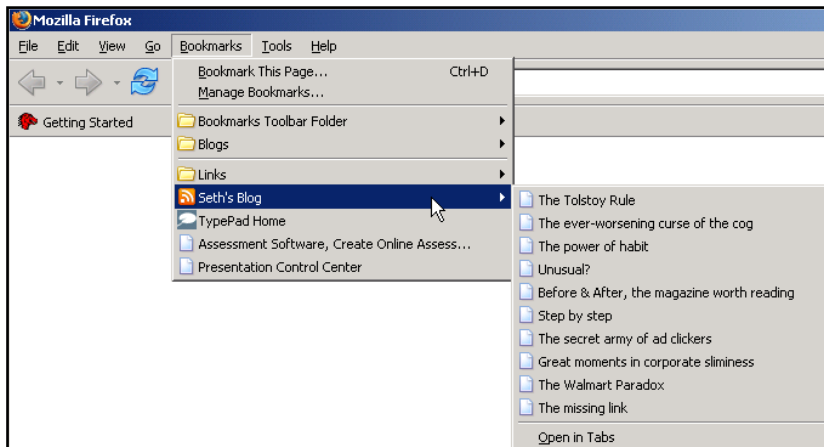 Mozilla Firefox
File Edit View Go Bookmarks Tools Help
Bookmark This Page... Ctrl+D
Manage Bookmarks...
Getting Started
Bookmarks Toolbar Folder
Blogs
Links
Seth's Blog
TypePad Home
Assessment Software, Create Online Assess...
Presentation Control Center
The Tolstoy Rule
The ever-worsening curse of the cog
The power of habit
Unusual?
Before & After, the magazine worth reading
Step by step
The secret army of ad clickers
Great moments in corporate sliminess
The Walmart Paradox
The missing link
Open in Tabs